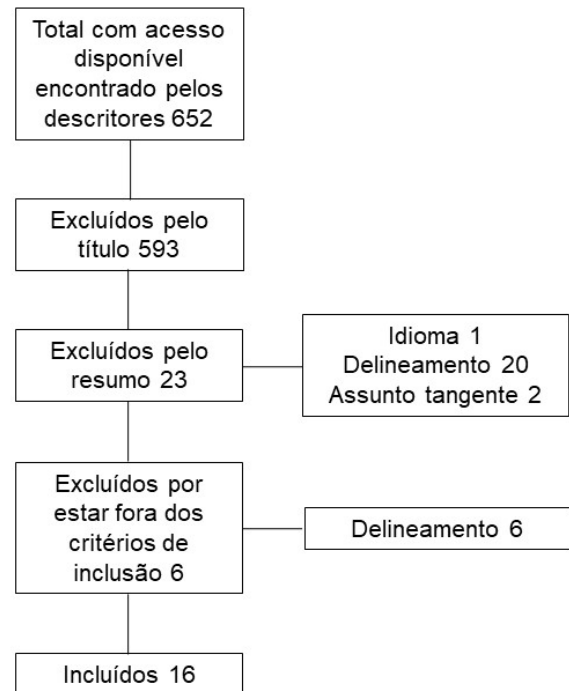 Total com acesso
disponível
encontrado pelos
descritores 652
Excluídos pelo
título 593
Excluídos pelo
resumo 23
Idioma 1
Delineamento 20
Assunto tangente 2
Excluídos por
estar fora dos
critérios de
inclusão 6
Delineamento 6
Incluídos 16